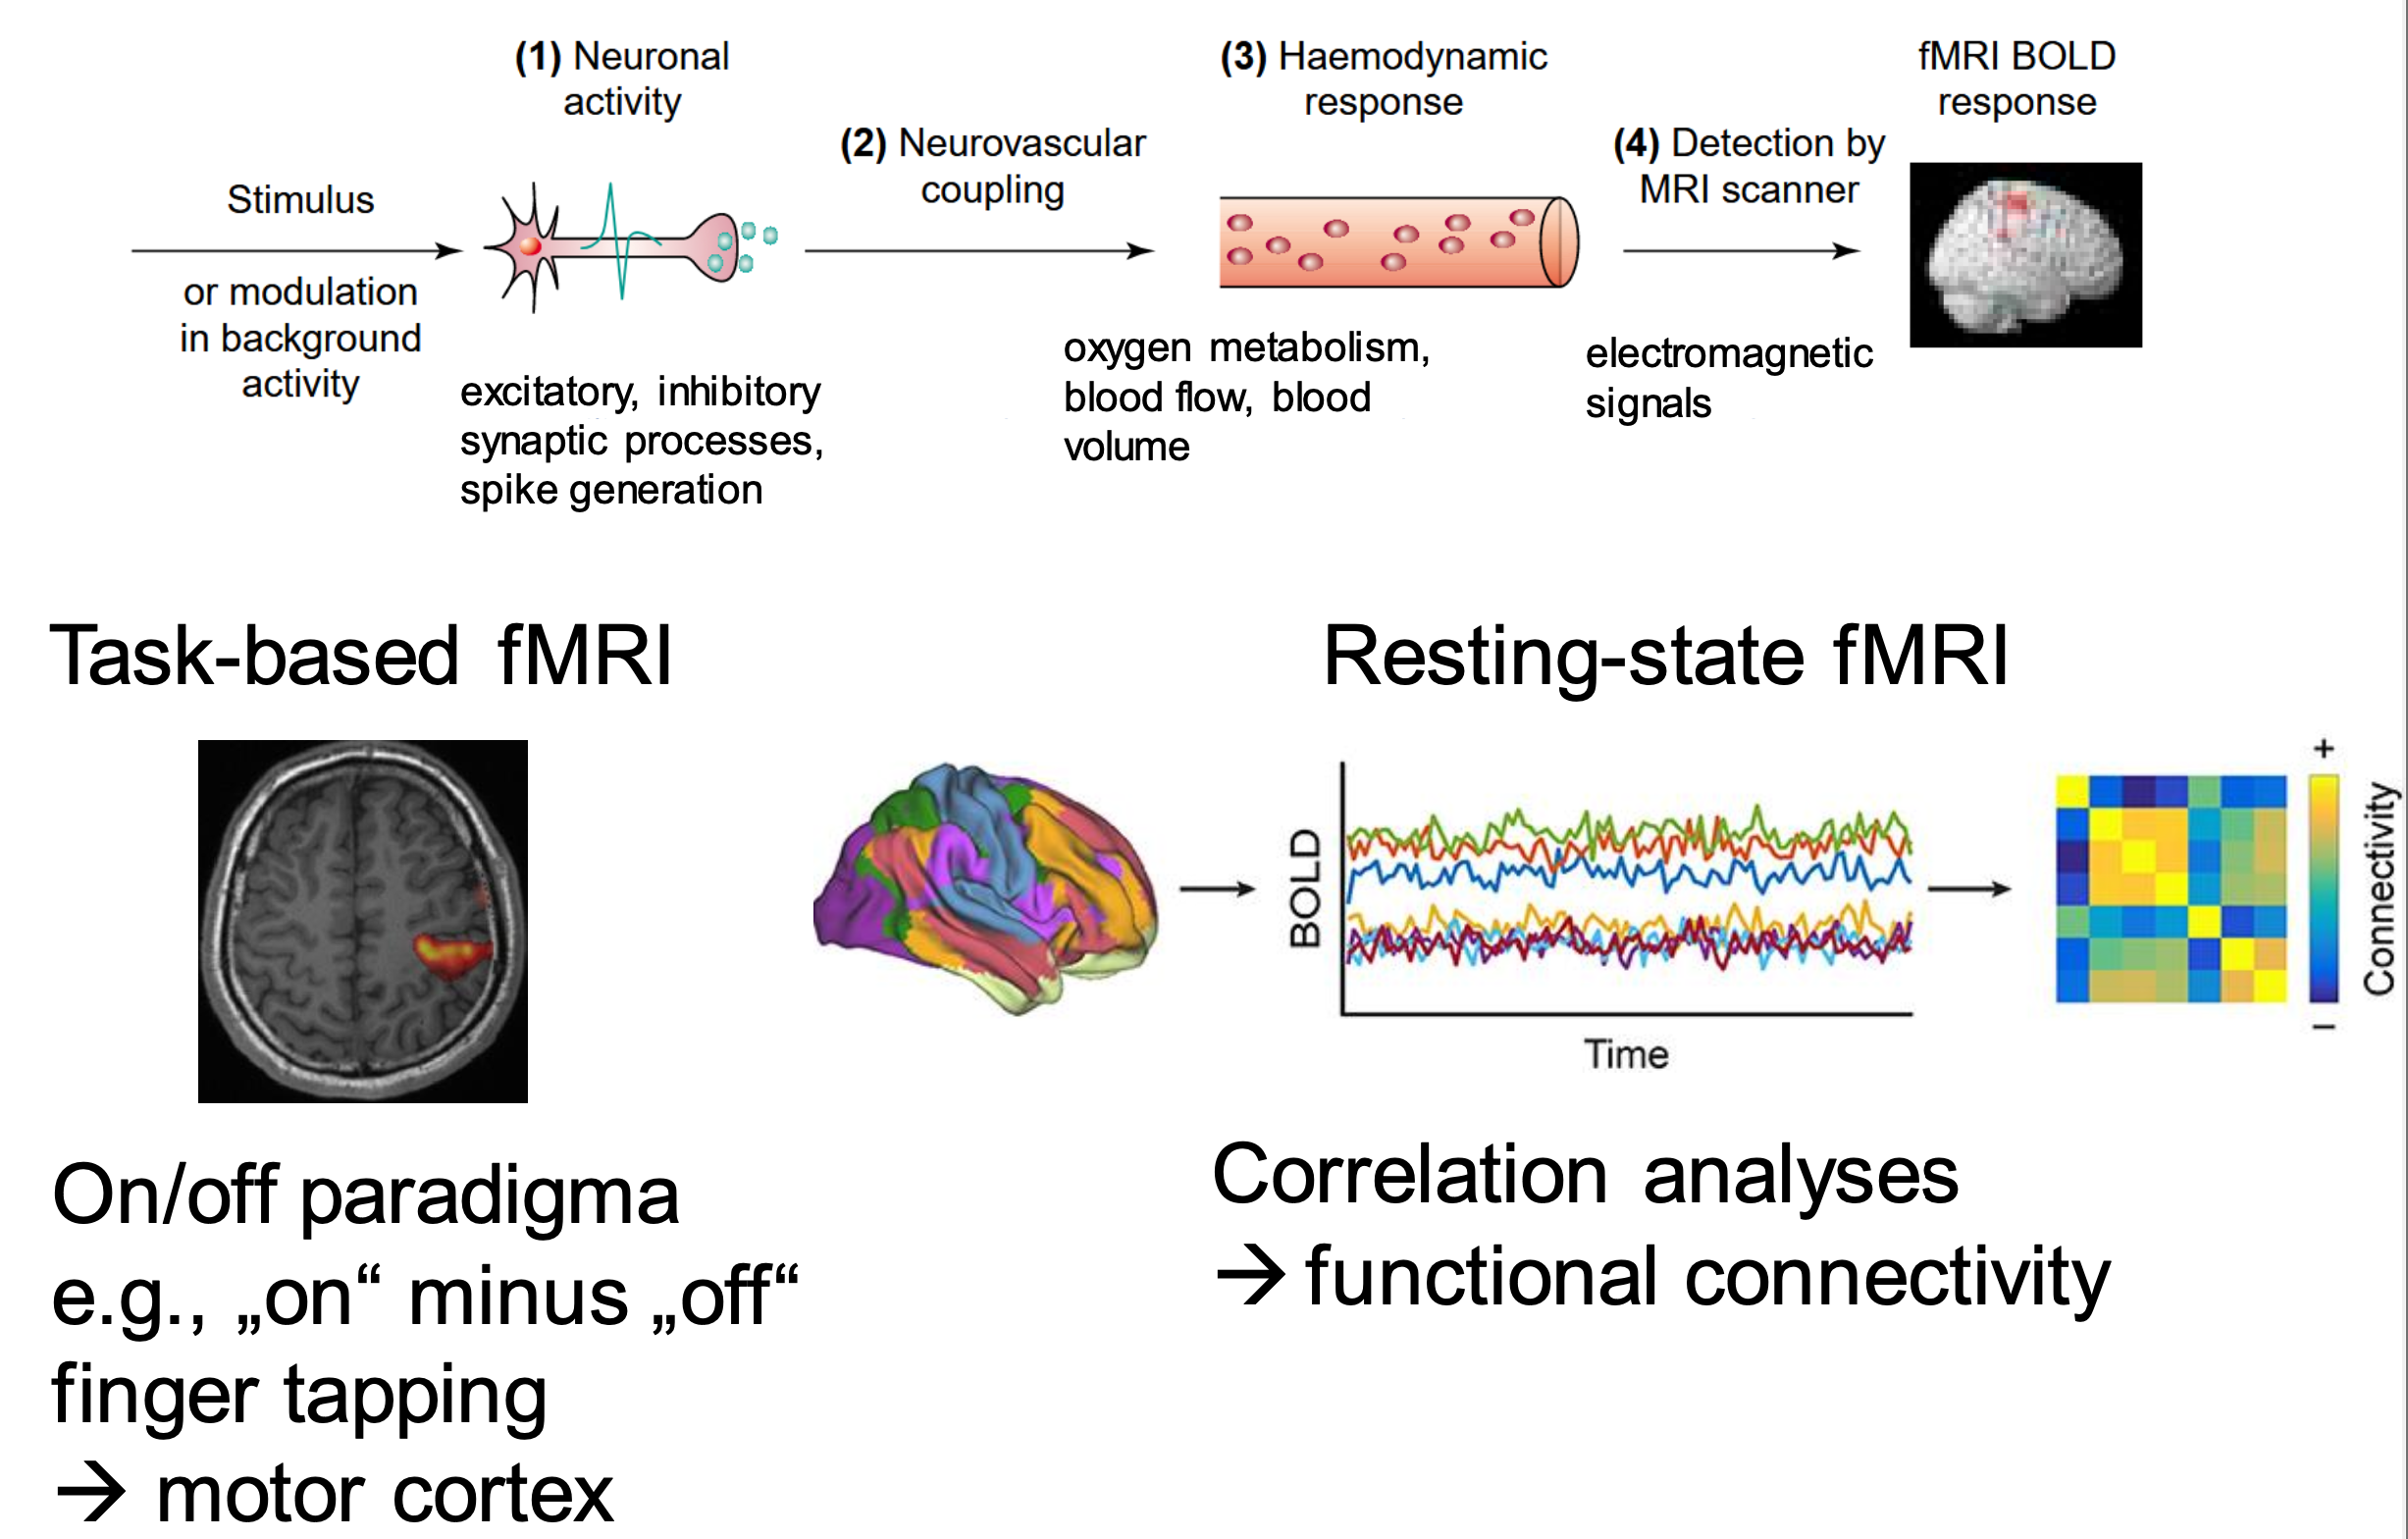 (1) Neuronal
activity
(2) Neurovascular
coupling
(3) Haemodynamic
response
(4) Detection by
MRI scanner
fMRI BOLD
response
Stimulus
or modulation
in background
activity
excitatory, inhibitory
synaptic processes,
spike generation
oxygen metabolism,
blood flow, blood
volume
electromagnetic
signals
Task-based fMRI
Resting-state fMRI
BOLD
Time
+
Connectivity
–
On/off paradigma
e.g., „on“ minus „off“
finger tapping
→ motor cortex
Correlation analyses
→ functional connectivity